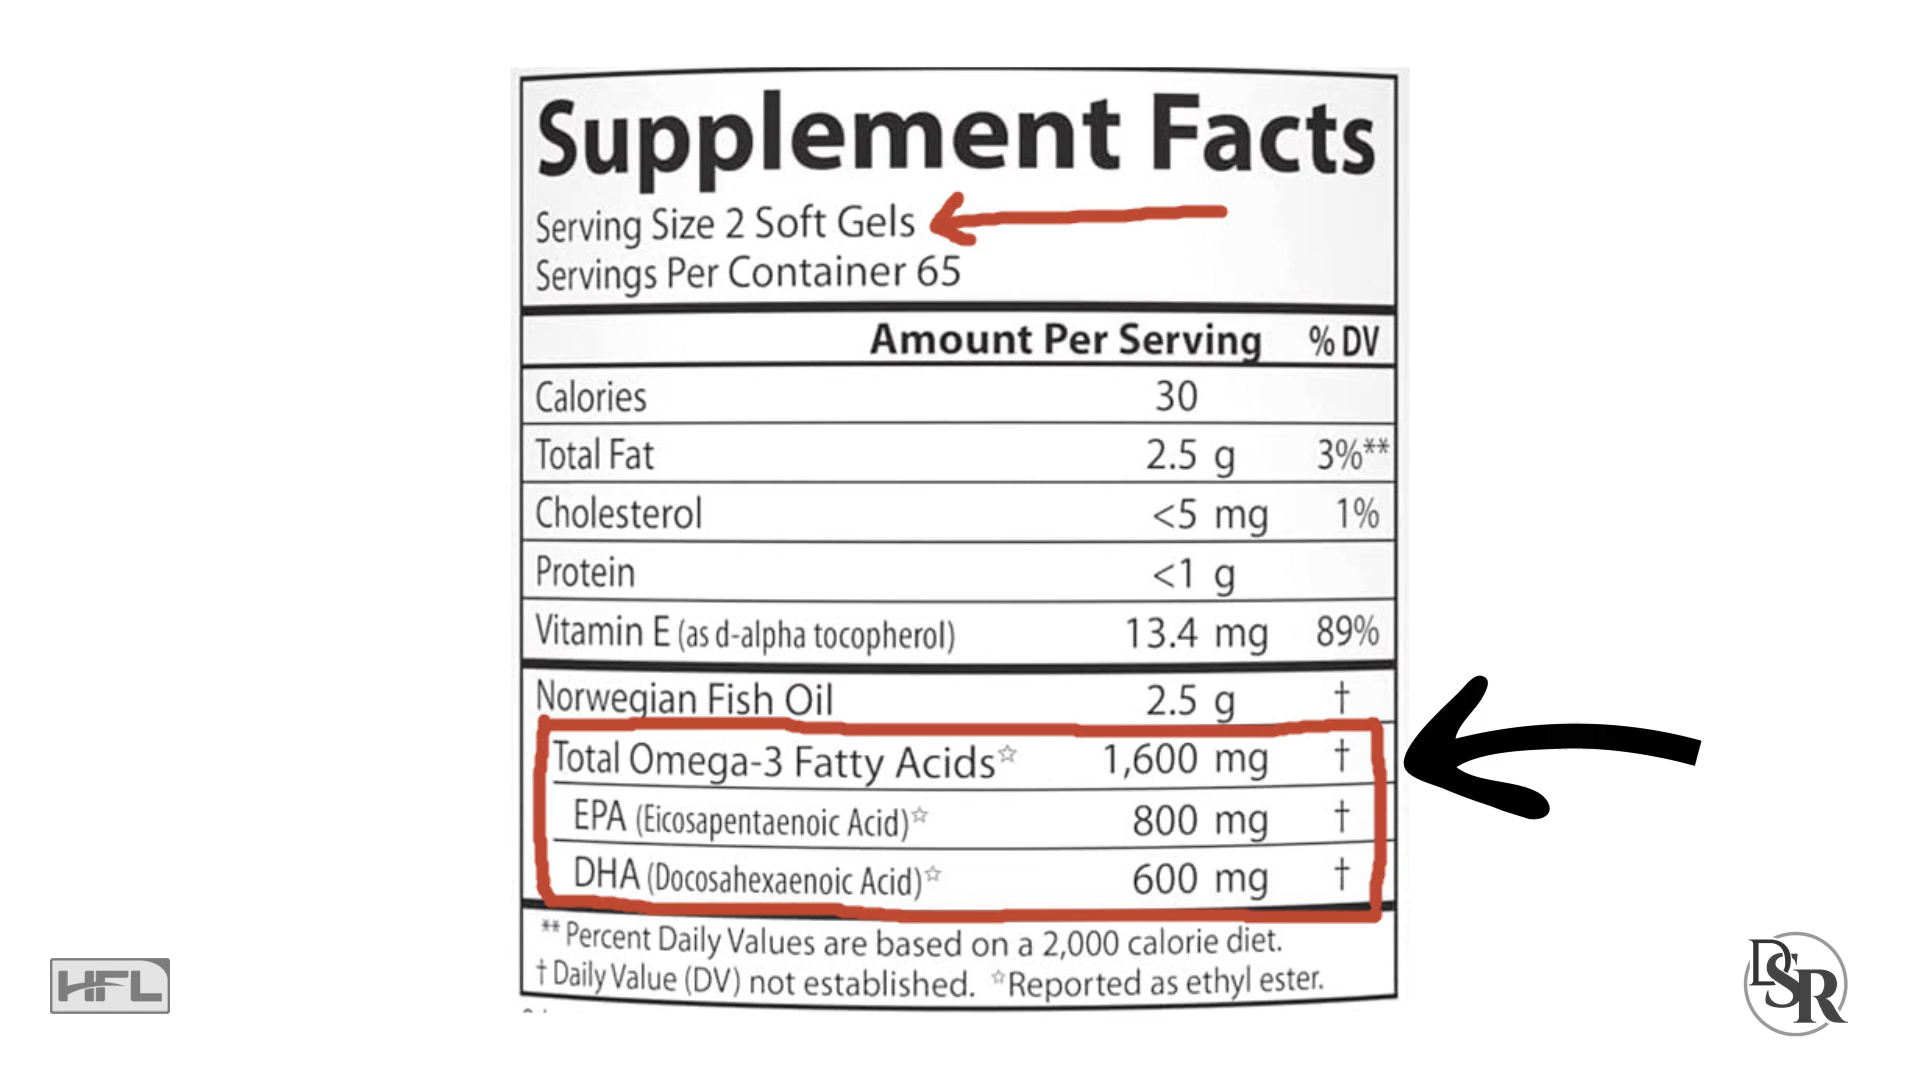 Supplement Facts
Serving Size 2 Soft Gels
Servings Per Container 65
Amount Per Serving % DV
Calories 30
Total Fat 2.5 g 3%**
Cholesterol <5 mg 1%
Protein <1 g
Vitamin E (as d-alpha tocopherol) 13.4 mg 89%
Norwegian Fish Oil 2.5 g †
Total Omega-3 Fatty Acids☆ 1,600 mg †
EPA (Eicosapentaenoic Acid)☆ 800 mg †
DHA (Docosahexaenoic Acid)☆ 600 mg †
** Percent Daily Values are based on a 2,000 calorie diet.
† Daily Value (DV) not established. ☆Reported as ethyl ester.
HFL
DSR